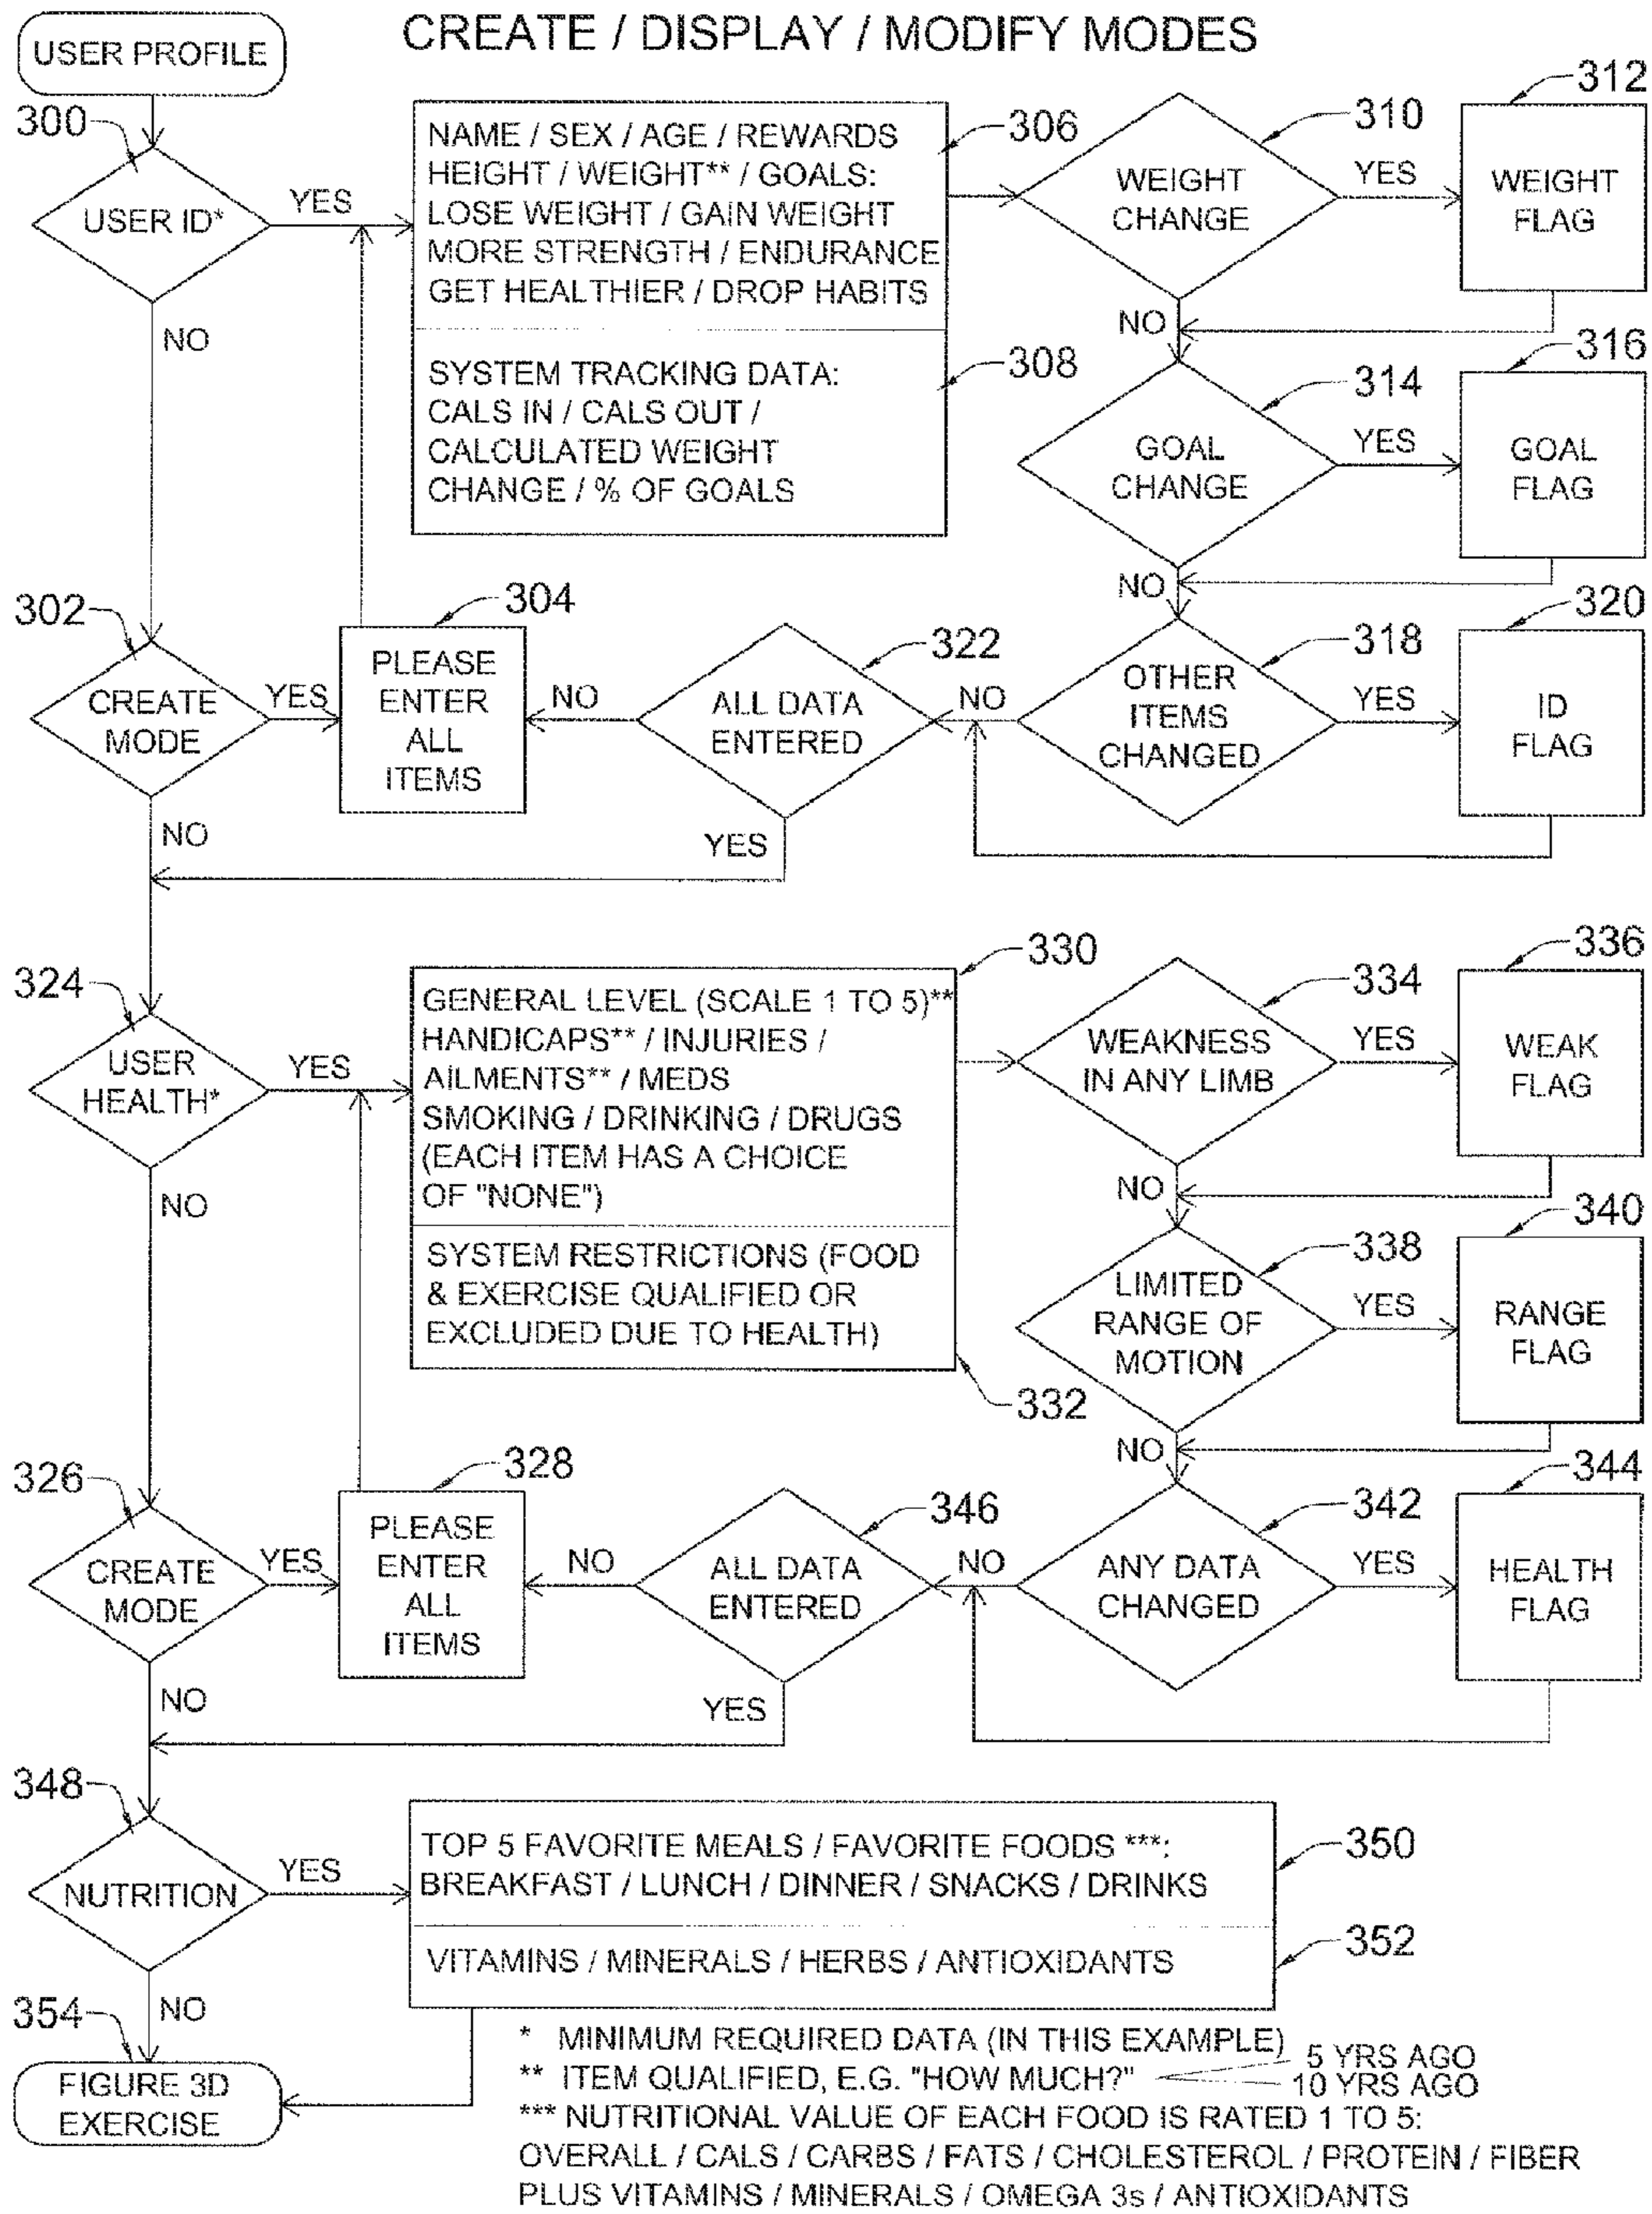 CREATE / DISPLAY / MODIFY MODES
USER PROFILE
300
USER ID*
YES
NO
NAME / SEX / AGE / REWARDS
HEIGHT / WEIGHT** / GOALS:
LOSE WEIGHT / GAIN WEIGHT
MORE STRENGTH / ENDURANCE
GET HEALTHIER / DROP HABITS
306
SYSTEM TRACKING DATA:
CALS IN / CALS OUT /
CALCULATED WEIGHT
CHANGE / % OF GOALS
308
310
WEIGHT
CHANGE
YES
NO
312
WEIGHT
FLAG
314
GOAL
CHANGE
YES
NO
316
GOAL
FLAG
302
CREATE
MODE
YES
NO
304
PLEASE
ENTER
ALL
ITEMS
322
ALL DATA
ENTERED
NO
YES
318
OTHER
ITEMS
CHANGED
NO
YES
320
ID
FLAG
324
USER
HEALTH*
YES
NO
330
GENERAL LEVEL (SCALE 1 TO 5)**
HANDICAPS** / INJURIES /
AILMENTS** / MEDS
SMOKING / DRINKING / DRUGS
(EACH ITEM HAS A CHOICE
OF "NONE")
SYSTEM RESTRICTIONS (FOOD
& EXERCISE QUALIFIED OR
EXCLUDED DUE TO HEALTH)
332
334
WEAKNESS
IN ANY LIMB
YES
NO
336
WEAK
FLAG
338
LIMITED
RANGE OF
MOTION
YES
NO
340
RANGE
FLAG
326
CREATE
MODE
YES
NO
328
PLEASE
ENTER
ALL
ITEMS
346
ALL DATA
ENTERED
NO
YES
342
ANY DATA
CHANGED
NO
YES
344
HEALTH
FLAG
348
NUTRITION
YES
NO
TOP 5 FAVORITE MEALS / FAVORITE FOODS ***:
BREAKFAST / LUNCH / DINNER / SNACKS / DRINKS
350
VITAMINS / MINERALS / HERBS / ANTIOXIDANTS
352
354
FIGURE 3D
EXERCISE
* MINIMUM REQUIRED DATA (IN THIS EXAMPLE)
** ITEM QUALIFIED, E.G. "HOW MUCH?"
5 YRS AGO
10 YRS AGO
*** NUTRITIONAL VALUE OF EACH FOOD IS RATED 1 TO 5:
OVERALL / CALS / CARBS / FATS / CHOLESTEROL / PROTEIN / FIBER
PLUS VITAMINS / MINERALS / OMEGA 3s / ANTIOXIDANTS